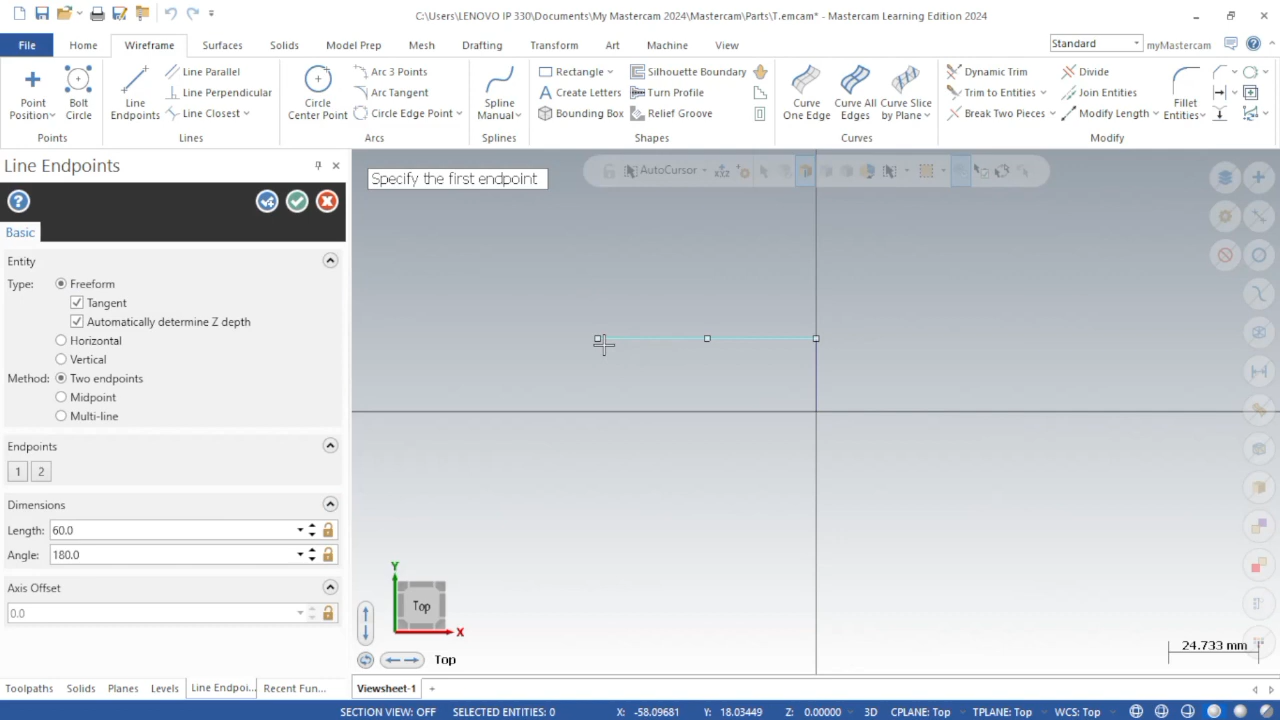 C:\Users\LENOVO IP 330\Documents\My Mastercam 2024\Mastercam\Parts\T.emcam* - Mastercam Learning Edition 2024
File Home Wireframe Surfaces Solids Model Prep Mesh Drafting Transform Art Machine View Standard myMastercam
Point Position
Bolt Circle
Points
Line Endpoints
Line Parallel
Line Perpendicular
Line Closest
Lines
Circle Center Point
Arc 3 Points
Arc Tangent
Circle Edge Point
Arcs
Spline Manual
Splines
Rectangle
Create Letters
Bounding Box
Silhouette Boundary
Turn Profile
Relief Groove
Shapes
Curve One Edge
Curve All Edges
Curve Slice by Plane
Curves
Dynamic Trim
Trim to Entities
Break Two Pieces
Divide
Join Entities
Modify Length
Fillet Entities
Modify
Line Endpoints
Basic
Entity
Type: Freeform
Tangent
Automatically determine Z depth
Horizontal
Vertical
Method: Two endpoints
Midpoint
Multi-line
Endpoints
1 2
Dimensions
Length: 60.0
Angle: 180.0
Axis Offset
0.0
Specify the first endpoint
AutoCursor
Y
Top
X
Top
24.733 mm
Toolpaths Solids Planes Levels Line Endpoi... Recent Fun...
Viewsheet-1 +
SECTION VIEW: OFF SELECTED ENTITIES: 0 X: -58.09681 Y: 18.03449 Z: 0.00000 3D CPLANE: Top TPLANE: Top WCS: Top